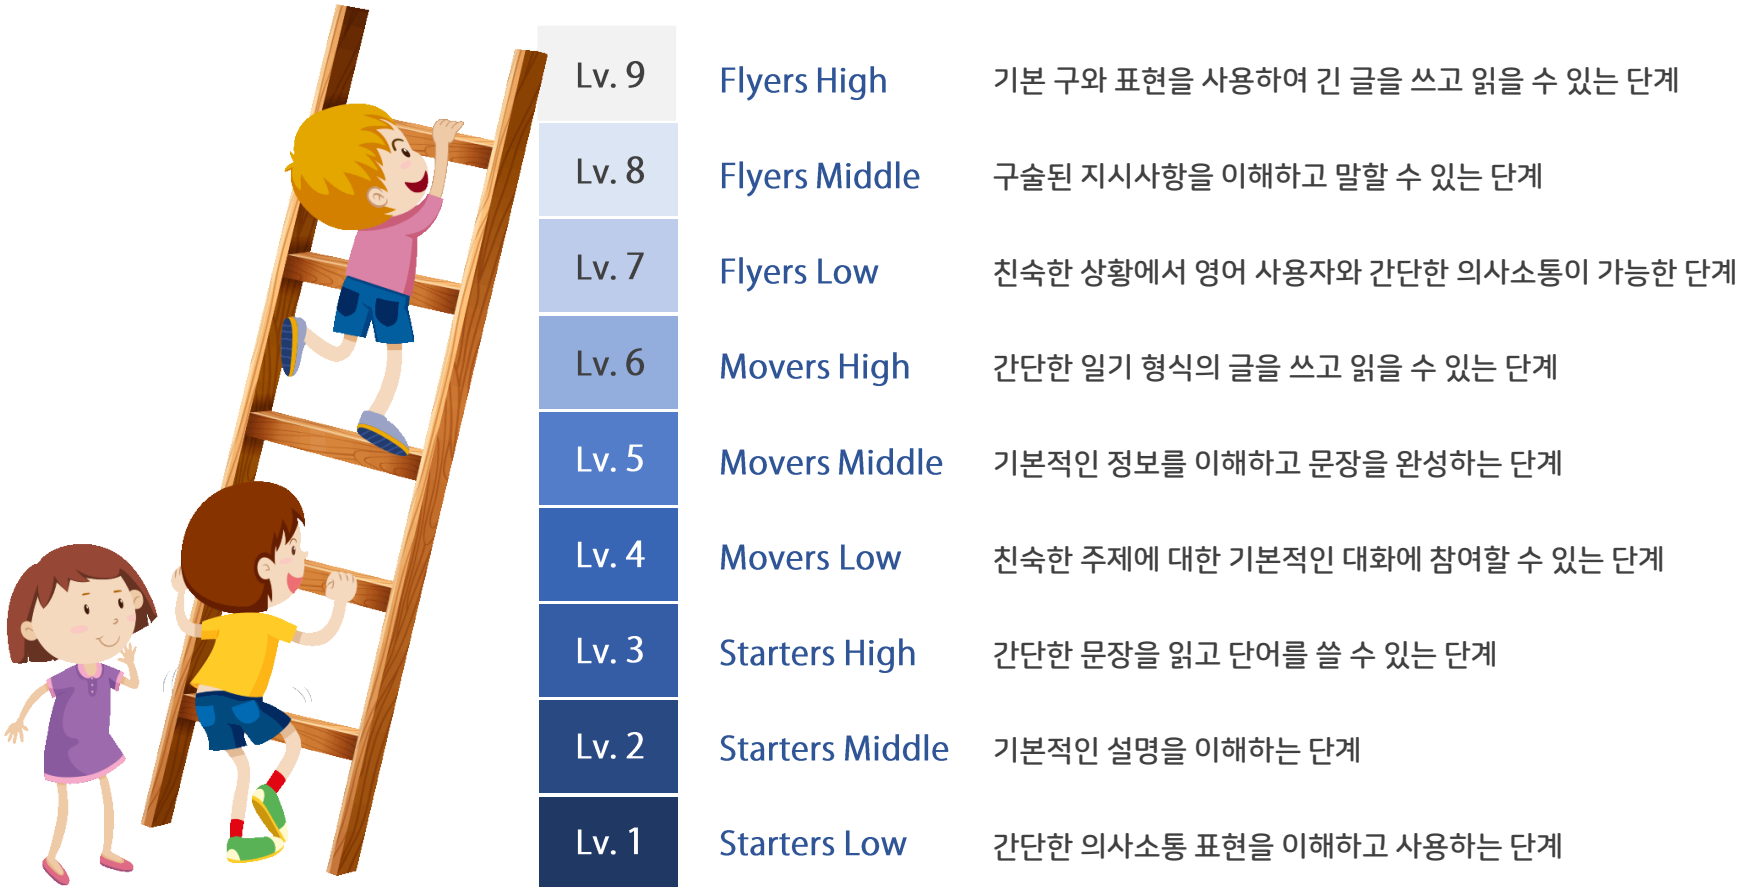 Lv. 9 Flyers High 기본 구와 표현을 사용하여 긴 글을 쓰고 읽을 수 있는 단계
Lv. 8 Flyers Middle 구술된 지시사항을 이해하고 말할 수 있는 단계
Lv. 7 Flyers Low 친숙한 상황에서 영어 사용자와 간단한 의사소통이 가능한 단계
Lv. 6 Movers High 간단한 일기 형식의 글을 쓰고 읽을 수 있는 단계
Lv. 5 Movers Middle 기본적인 정보를 이해하고 문장을 완성하는 단계
Lv. 4 Movers Low 친숙한 주제에 대한 기본적인 대화에 참여할 수 있는 단계
Lv. 3 Starters High 간단한 문장을 읽고 단어를 쓸 수 있는 단계
Lv. 2 Starters Middle 기본적인 설명을 이해하는 단계
Lv. 1 Starters Low 간단한 의사소통 표현을 이해하고 사용하는 단계